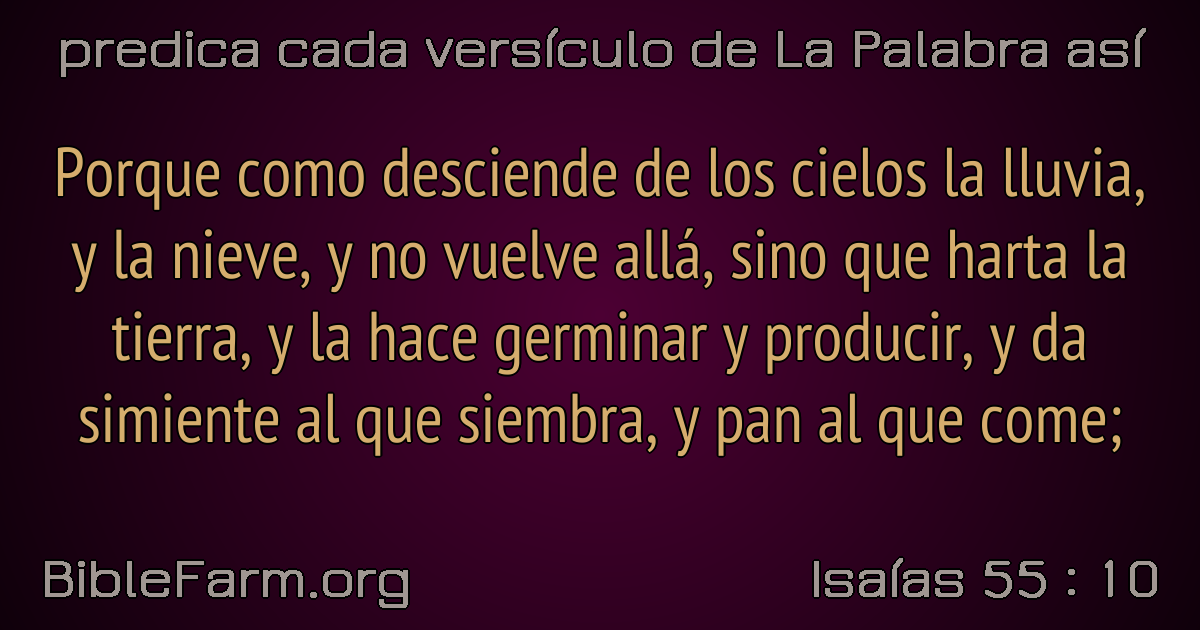 predica cada versículo de La Palabra así
Porque como desciende de los cielos la lluvia,
y la nieve, y no vuelve allá, sino que harta la
tierra, y la hace germinar y producir, y da
simiente al que siembra, y pan al que come;
BibleFarm.org
Isaías 55 : 10